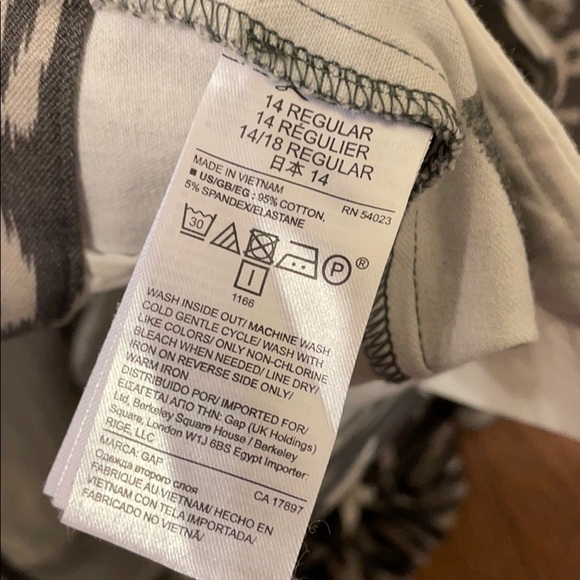 14 REGULAR
14 RÉGULIER
14/18 REGULAR
日本 14
MADE IN VIETNAM
RN 54023
■ US/GB/EG : 95% COTTON,
5% SPANDEX/ELASTANE
30
P ®
1166
WASH INSIDE OUT/ MACHINE WASH
COLD GENTLE CYCLE/ WASH WITH
LIKE COLORS/ ONLY NON-CHLORINE
BLEACH WHEN NEEDED/ LINE DRY/
IRON ON REVERSE SIDE ONLY/
WARM IRON
DISTRIBUIDO POR/ IMPORTED FOR/
ΕΙΣΑΓΕΤΑΙ ΑΠΟ ΤΗΝ: Gap (UK Holdings)
Ltd, Berkeley Square House / Berkeley
Square, London W1J 6BS Egypt Importer:
RIGE, LLC
MARCA: GAP
CA 17897
Одежда второго слоя
FABRIQUE AU VIETNAM/ HECHO EN
VIETNAM CON TELA IMPORTADA/
FABRICADO NO VIETNÃ/